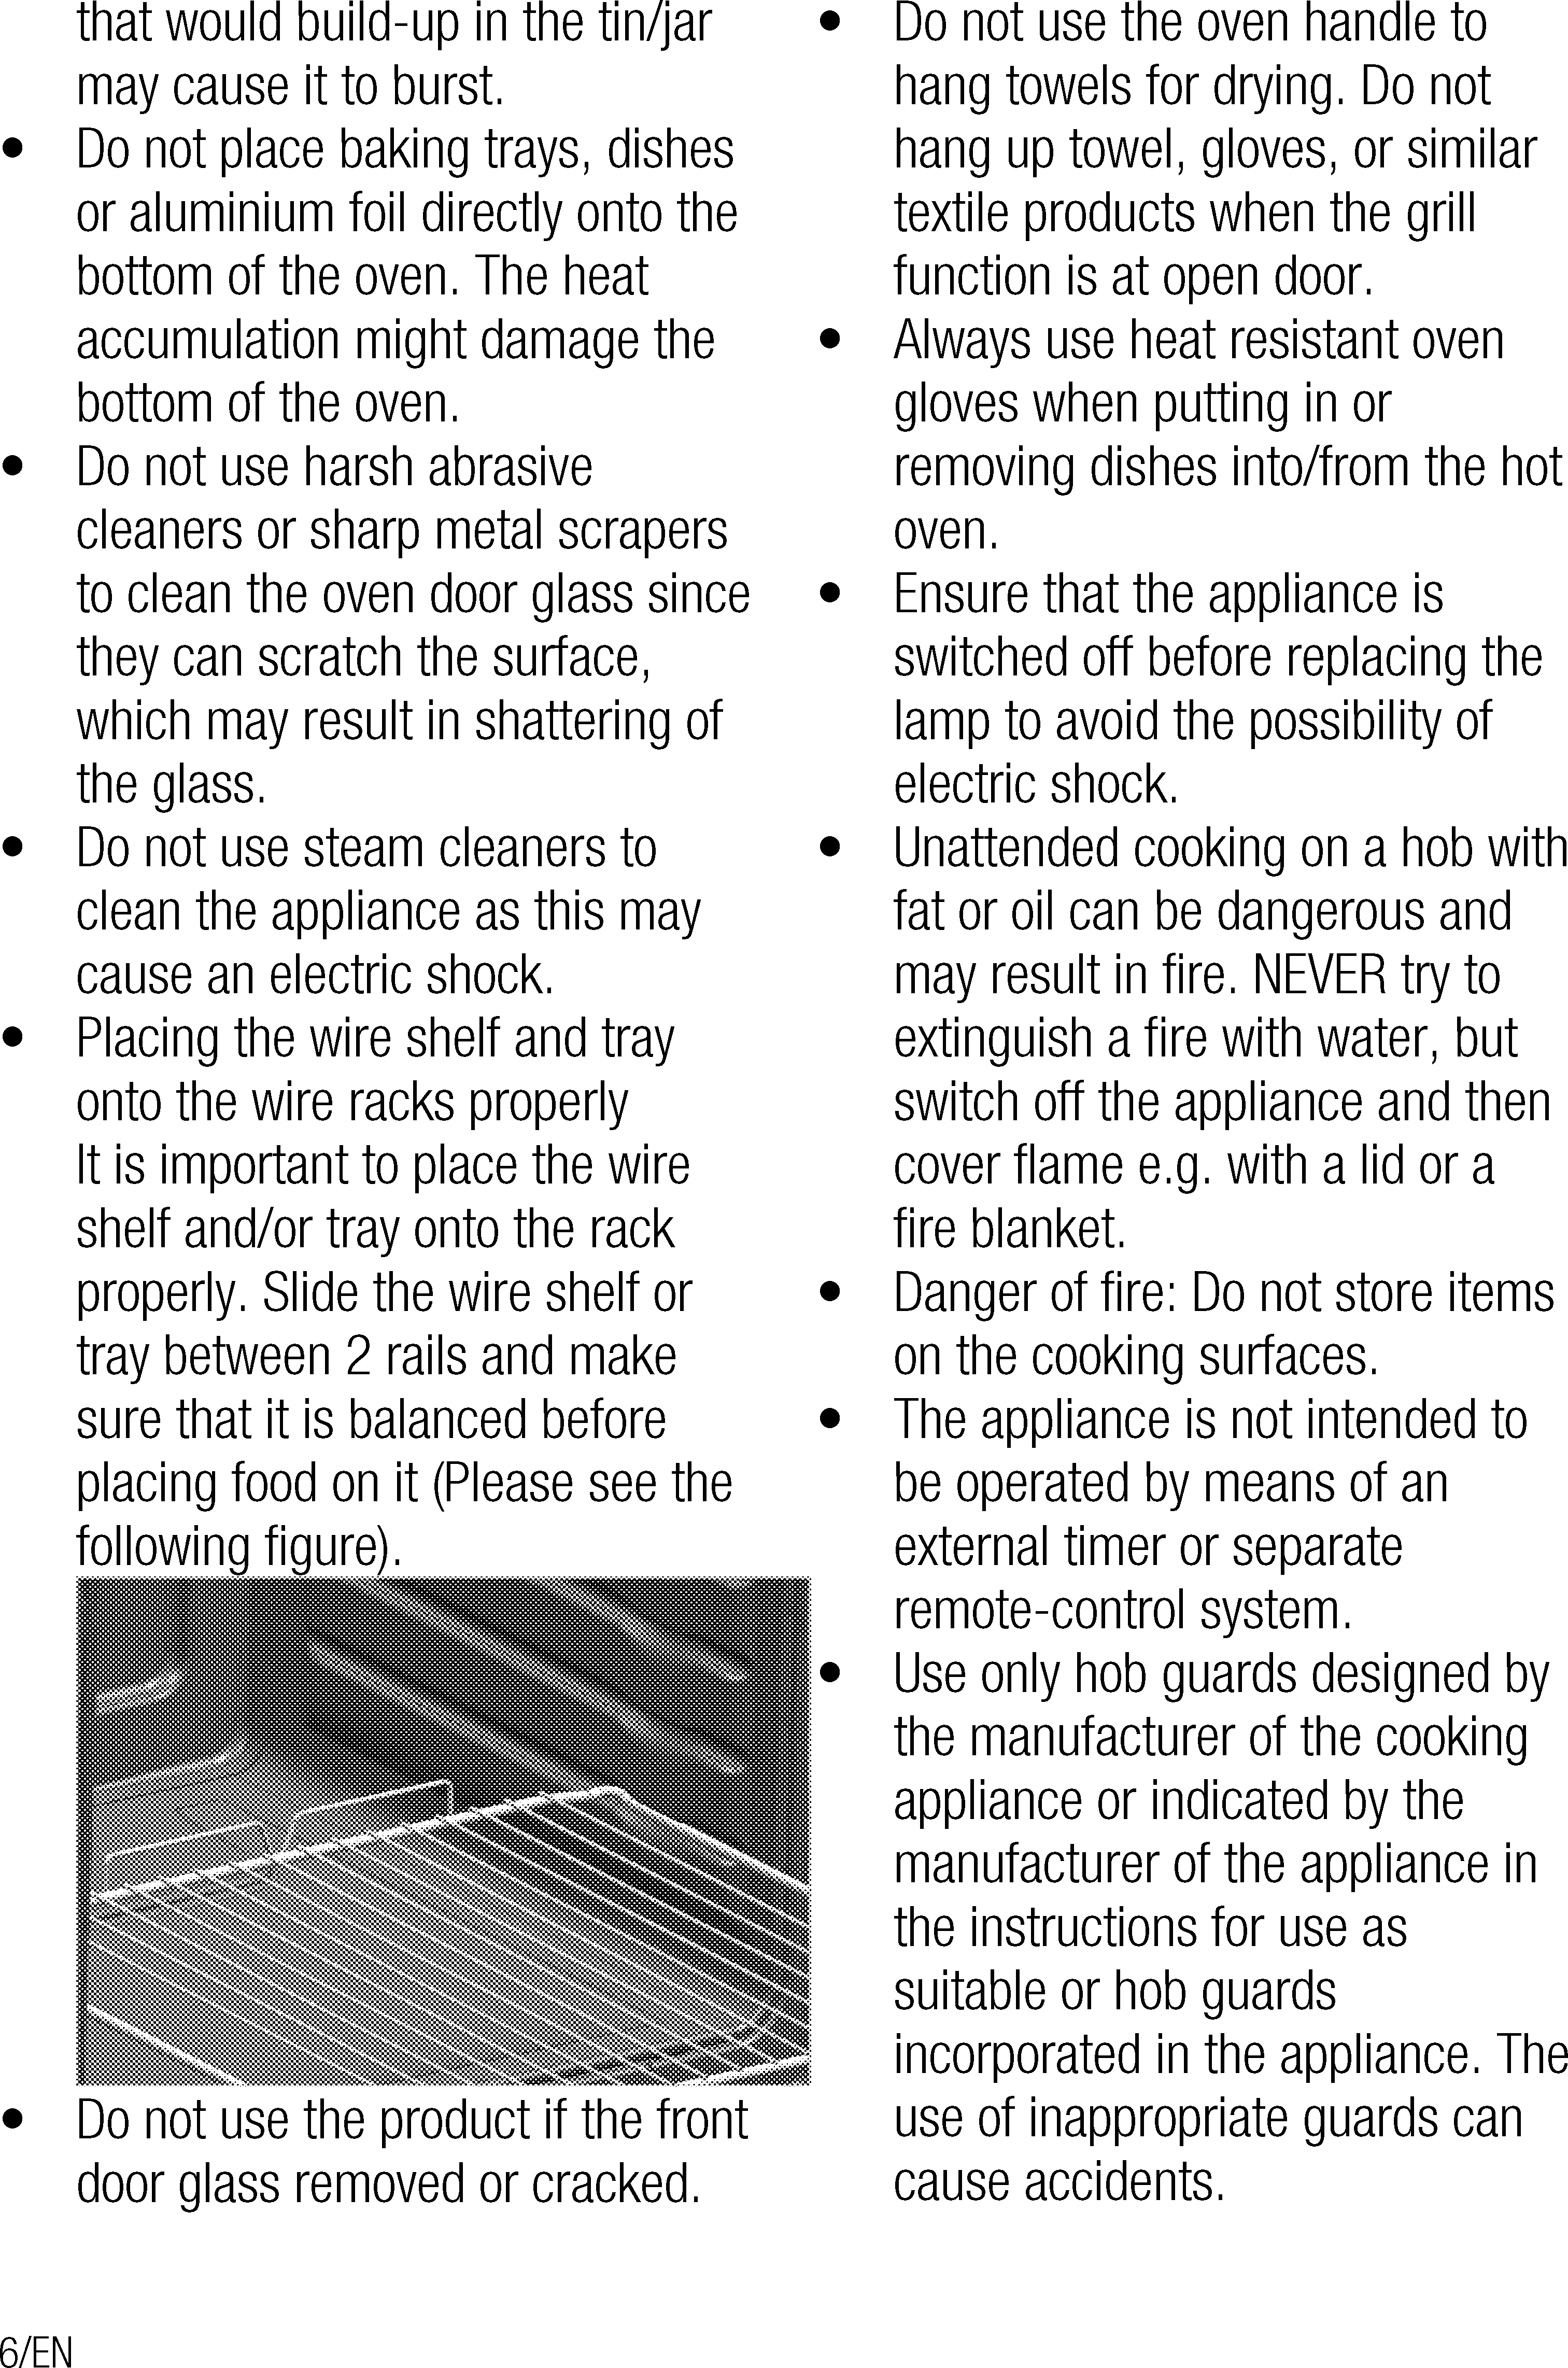 that would build-up in the tin/jar
may cause it to burst.
• Do not place baking trays, dishes
or aluminium foil directly onto the
bottom of the oven. The heat
accumulation might damage the
bottom of the oven.
• Do not use harsh abrasive
cleaners or sharp metal scrapers
to clean the oven door glass since
they can scratch the surface,
which may result in shattering of
the glass.
• Do not use steam cleaners to
clean the appliance as this may
cause an electric shock.
• Placing the wire shelf and tray
onto the wire racks properly
It is important to place the wire
shelf and/or tray onto the rack
properly. Slide the wire shelf or
tray between 2 rails and make
sure that it is balanced before
placing food on it (Please see the
following figure).
• Do not use the product if the front
door glass removed or cracked.
• Do not use the oven handle to
hang towels for drying. Do not
hang up towel, gloves, or similar
textile products when the grill
function is at open door.
• Always use heat resistant oven
gloves when putting in or
removing dishes into/from the hot
oven.
• Ensure that the appliance is
switched off before replacing the
lamp to avoid the possibility of
electric shock.
• Unattended cooking on a hob with
fat or oil can be dangerous and
may result in fire. NEVER try to
extinguish a fire with water, but
switch off the appliance and then
cover flame e.g. with a lid or a
fire blanket.
• Danger of fire: Do not store items
on the cooking surfaces.
• The appliance is not intended to
be operated by means of an
external timer or separate
remote-control system.
• Use only hob guards designed by
the manufacturer of the cooking
appliance or indicated by the
manufacturer of the appliance in
the instructions for use as
suitable or hob guards
incorporated in the appliance. The
use of inappropriate guards can
cause accidents.
6/EN